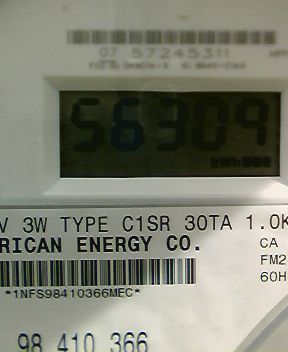 07 57245311
56309
kWh
V 3W TYPE C1SR 30TA 1.0K
RICAN ENERGY CO.
CA
FM2
60H
*1NFS98410366MEC*
98 410 366